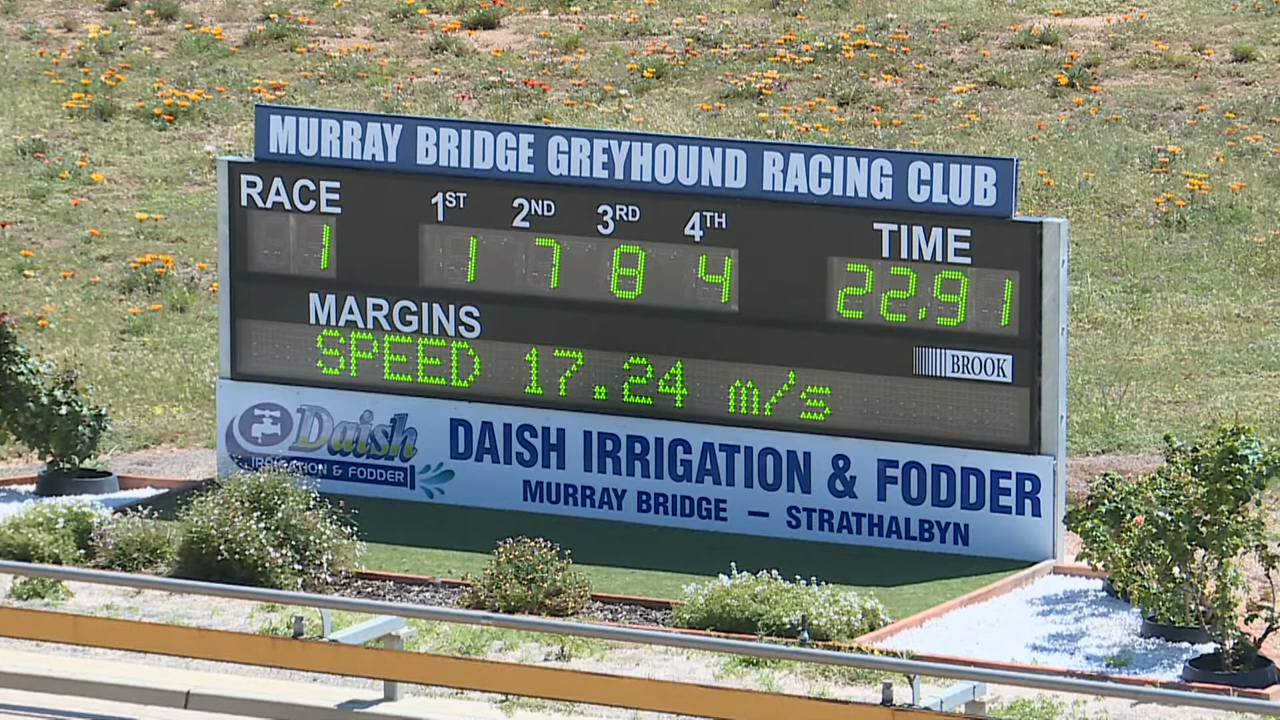 MURRAY BRIDGE GREYHOUND RACING CLUB
RACE 1ST 2ND 3RD 4TH TIME
1 1 7 8 4 22.91
MARGINS
SPEED 17.24 m/s
BROOK
Daish
IRRIGATION & FODDER
DAISH IRRIGATION & FODDER
MURRAY BRIDGE – STRATHALBYN